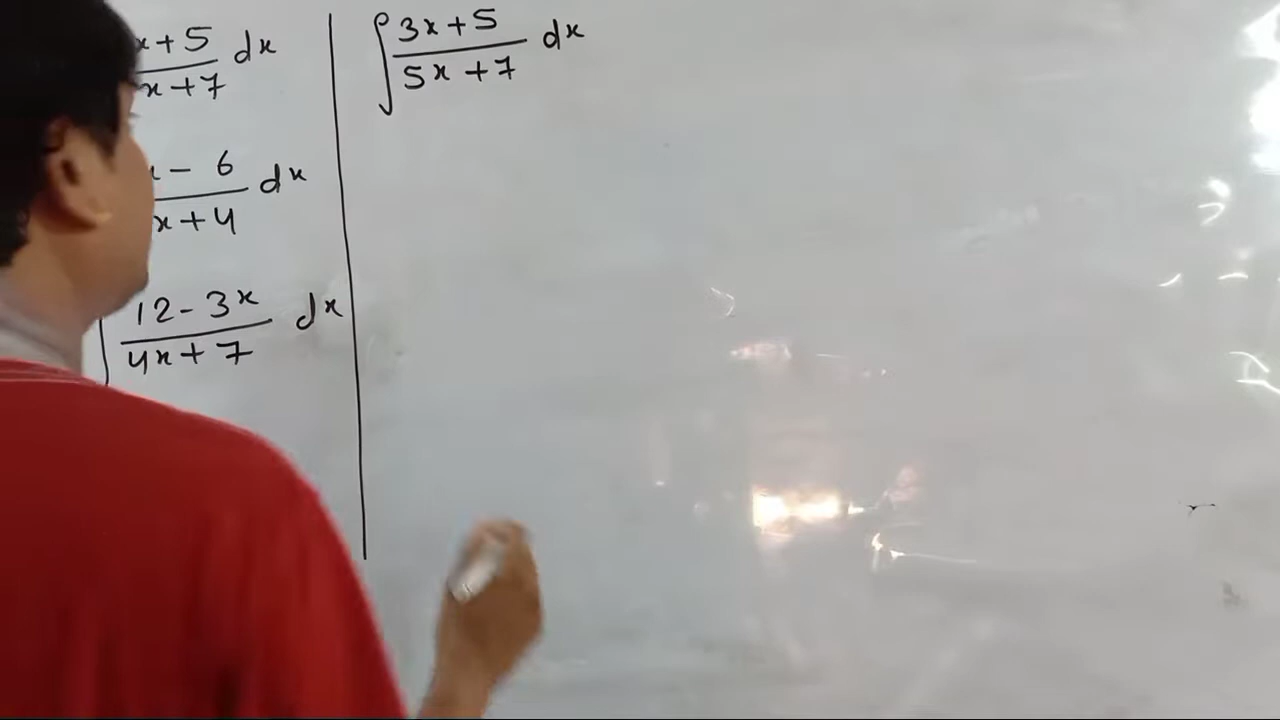 x+5 dx
x+7
x - 6 dx
x+4
12 - 3x dx
4x + 7
∫ 3x + 5 dx
5x + 7